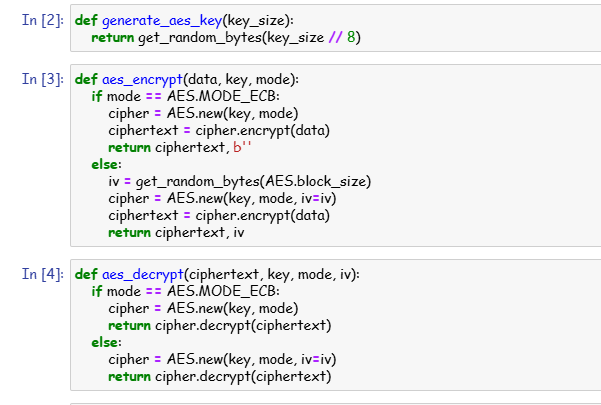 In [2]: def generate_aes_key(key_size):
    return get_random_bytes(key_size // 8)
In [3]: def aes_encrypt(data, key, mode):
    if mode == AES.MODE_ECB:
        cipher = AES.new(key, mode)
        ciphertext = cipher.encrypt(data)
        return ciphertext, b''
    else:
        iv = get_random_bytes(AES.block_size)
        cipher = AES.new(key, mode, iv=iv)
        ciphertext = cipher.encrypt(data)
        return ciphertext, iv
In [4]: def aes_decrypt(ciphertext, key, mode, iv):
    if mode == AES.MODE_ECB:
        cipher = AES.new(key, mode)
        return cipher.decrypt(ciphertext)
    else:
        cipher = AES.new(key, mode, iv=iv)
        return cipher.decrypt(ciphertext)